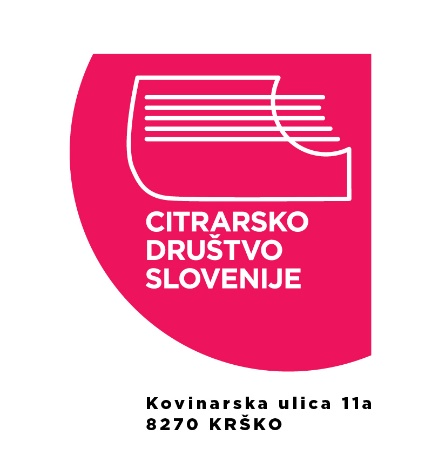 CITRARSKO
DRUŠTVO
SLOVENIJE
Kovinarska ulica 11a
8270 KRŠKO